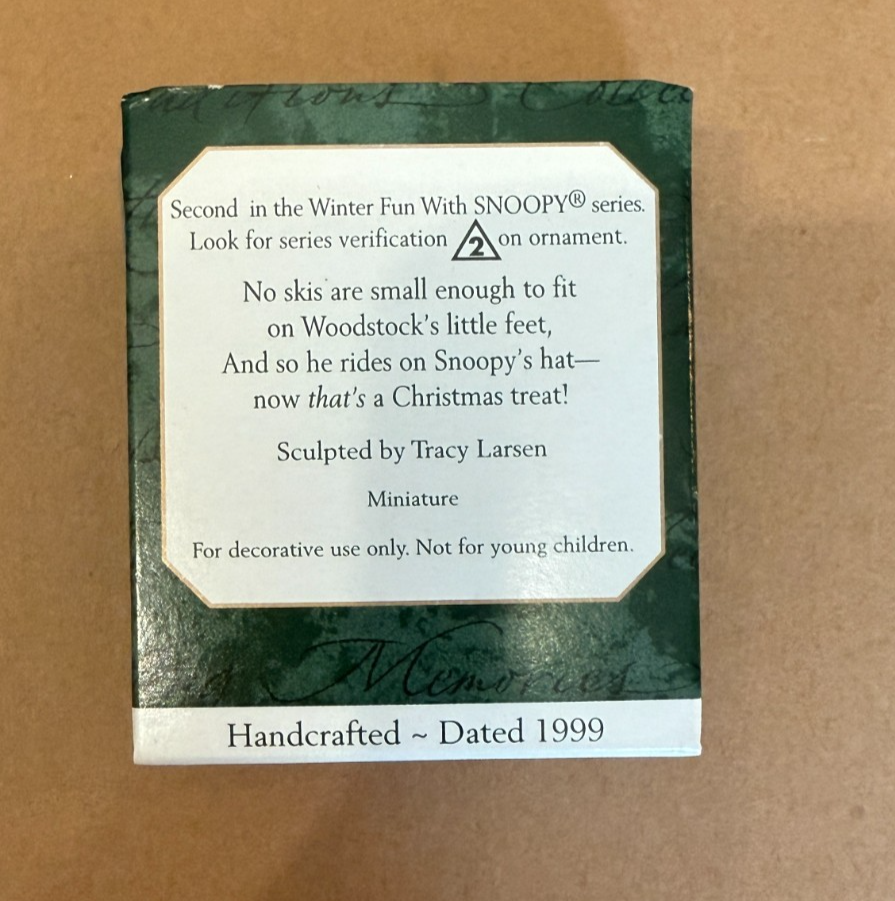 Second in the Winter Fun With SNOOPY® series.
Look for series verification 2 on ornament.
No skis are small enough to fit
on Woodstock's little feet,
And so he rides on Snoopy's hat—
now that's a Christmas treat!
Sculpted by Tracy Larsen
Miniature
For decorative use only. Not for young children.
Memories
Handcrafted ~ Dated 1999